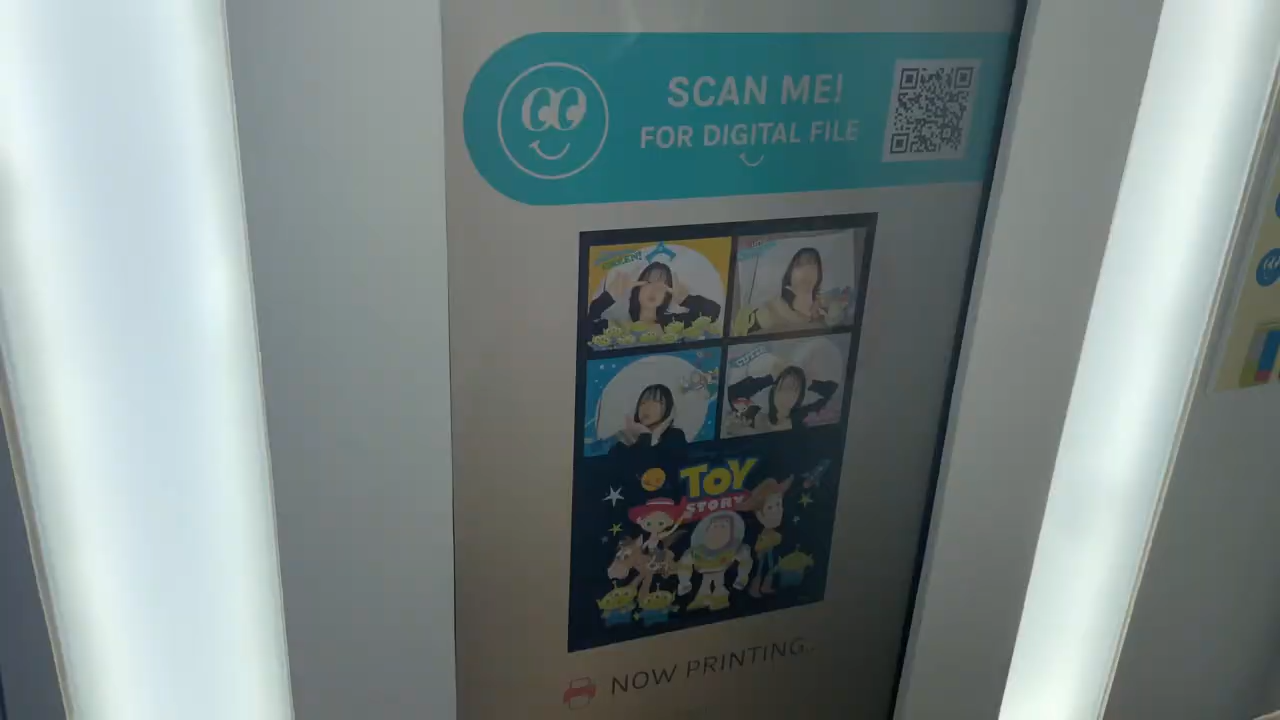 SCAN ME!
FOR DIGITAL FILE
TOY
STORY
NOW PRINTING..